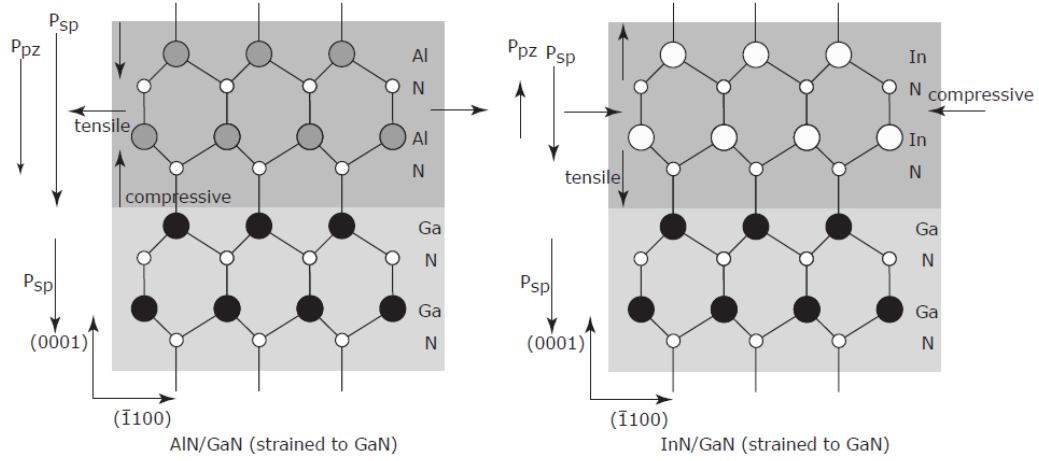 P_sp
P_pz
Al
N
tensile
Al
N
compressive
Ga
N
P_sp
Ga
N
(0001)
(1̅100)
AlN/GaN (strained to GaN)
P_pz P_sp
In
N
compressive
In
N
tensile
Ga
N
P_sp
Ga
N
(0001)
(1̅100)
InN/GaN (strained to GaN)